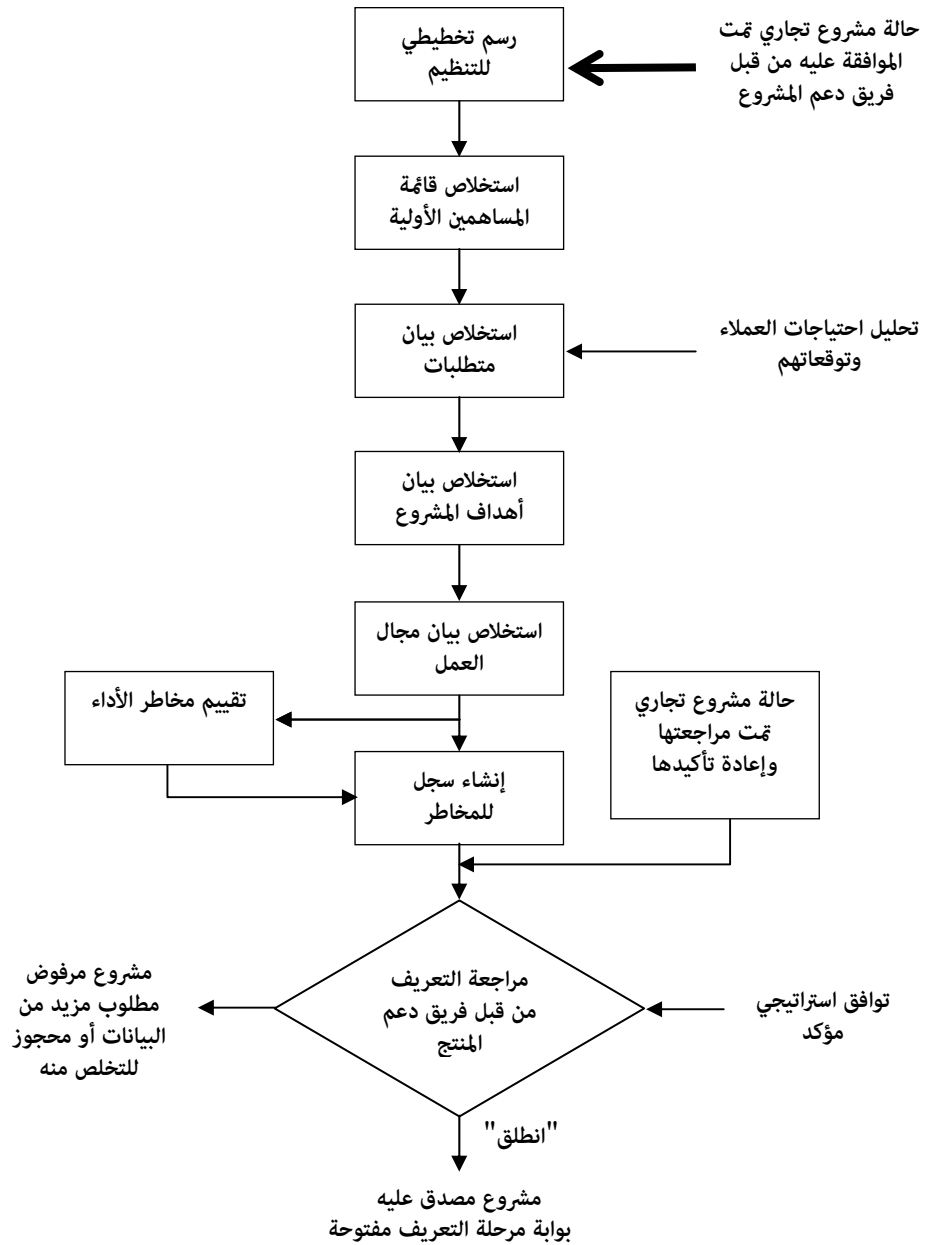 رسم تخطيطي
للتنظيم
حالة مشروع تجاري تمت
الموافقة عليه من قبل
فريق دعم المشروع
استخلاص قائمة
المساهمين الأولية
استخلاص بيان
متطلبات
تحليل احتياجات العملاء
وتوقعاتهم
استخلاص بيان
أهداف المشروع
استخلاص بيان مجال
العمل
تقييم مخاطر الأداء
حالة مشروع تجاري
تمت مراجعتها
وإعادة تأكيدها
إنشاء سجل
للمخاطر
مراجعة التعريف
من قبل فريق دعم
المنتج
توافق استراتيجي
مؤكد
مشروع مرفوض
مطلوب مزيد من
البيانات أو محجوز
للتخلص منه
"انطلق"
مشروع مصدق عليه
بوابة مرحلة التعريف مفتوحة